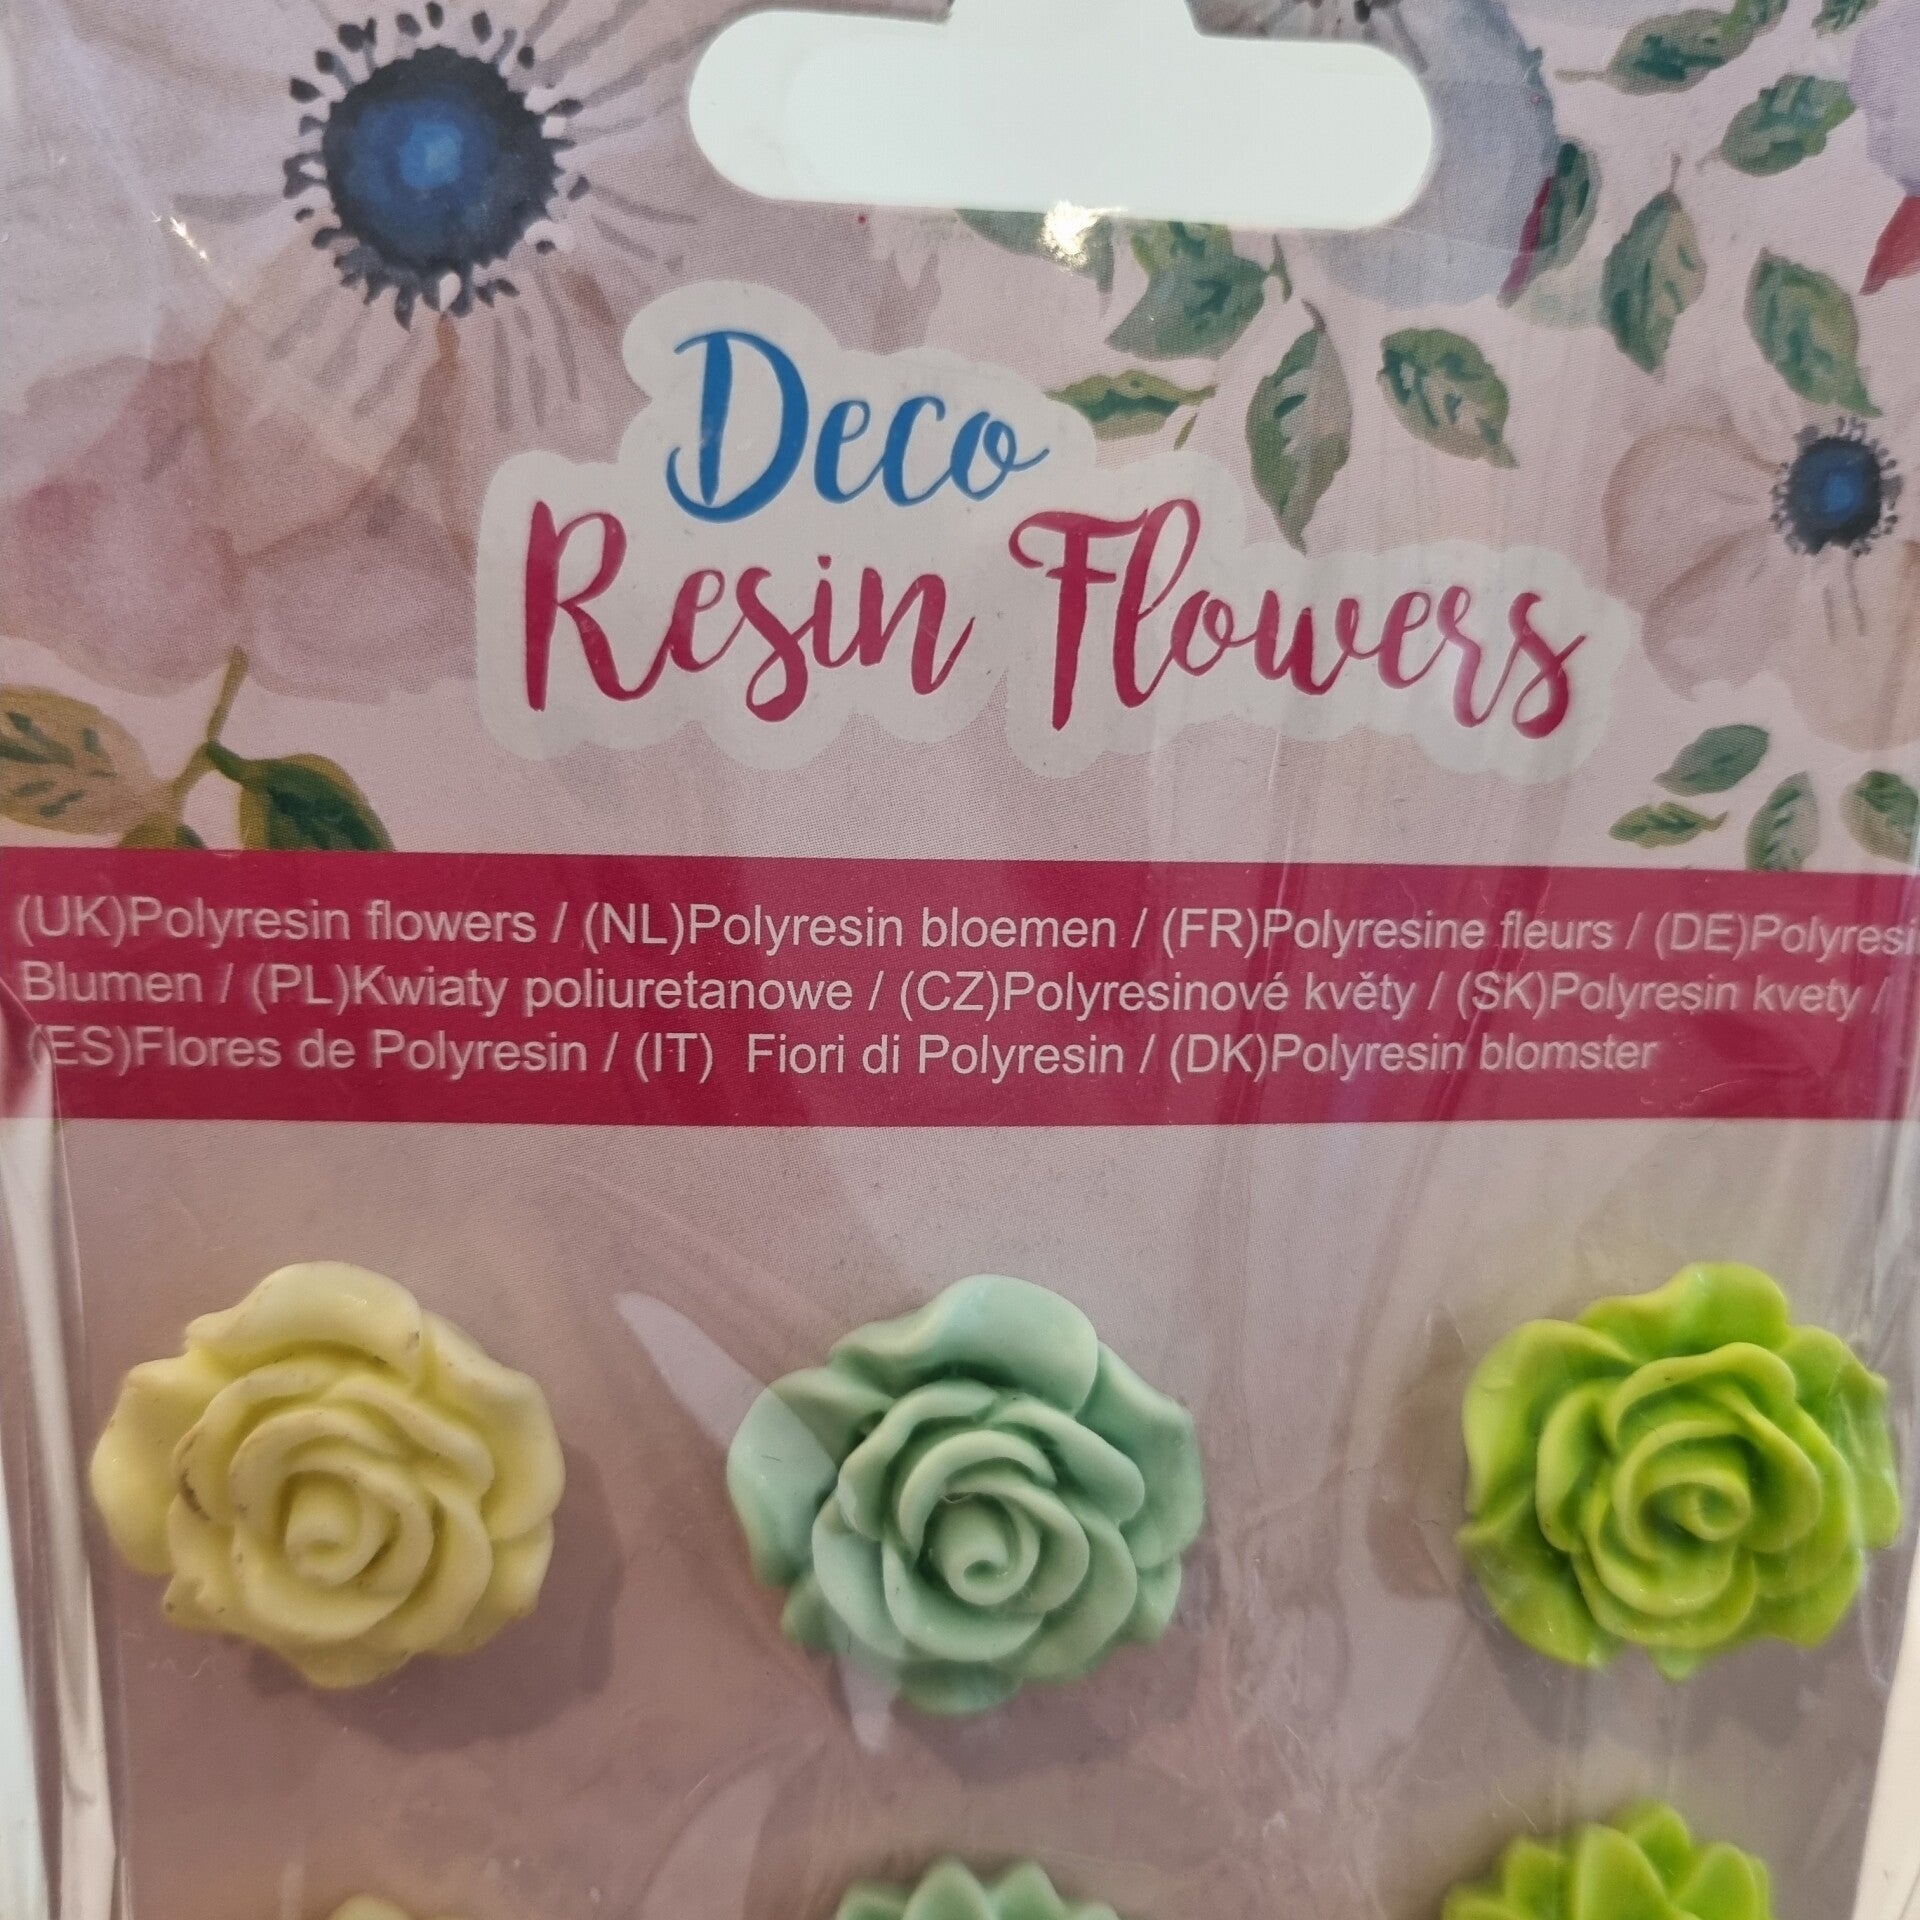 Deco
Resin Flowers
(UK)Polyresin flowers / (NL)Polyresin bloemen / (FR)Polyresine fleurs / (DE)Polyresi
Blumen / (PL)Kwiaty poliuretanowe / (CZ)Polyresinové květy / (SK)Polyresin kvety /
(ES)Flores de Polyresin / (IT) Fiori di Polyresin / (DK)Polyresin blomster